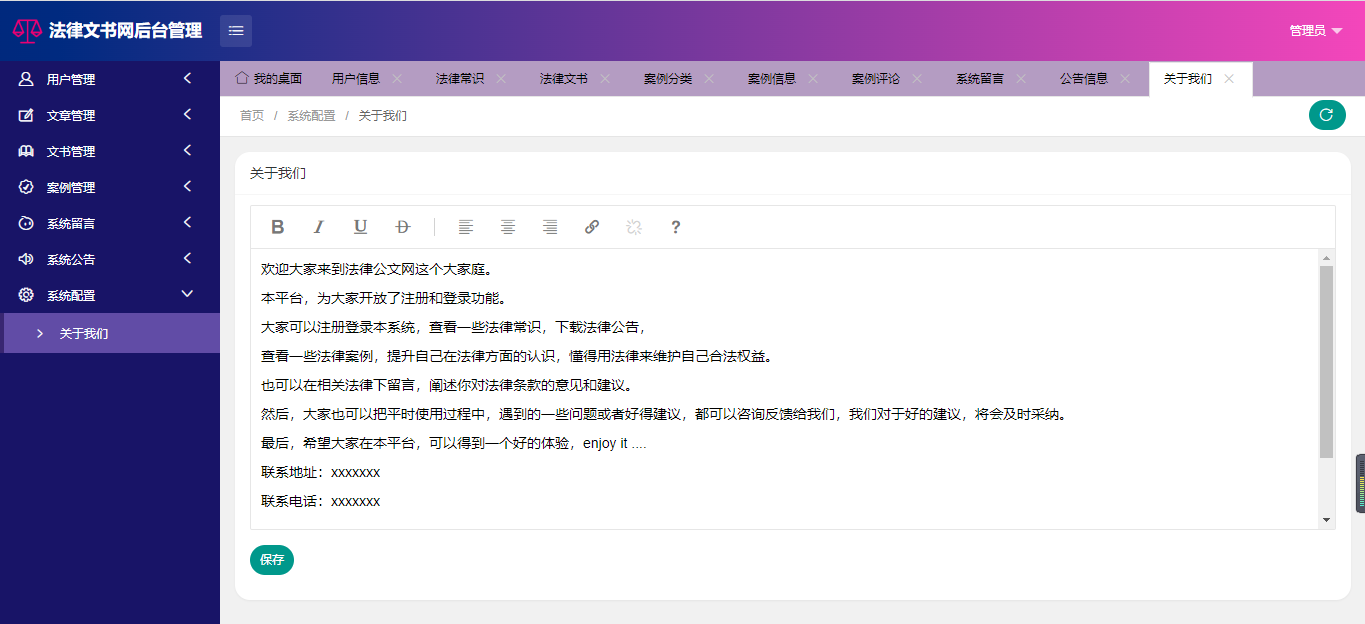 法律文书网后台管理
管理员
用户管理
文章管理
文书管理
案例管理
系统留言
系统公告
系统配置
关于我们
我的桌面 用户信息 法律常识 法律文书 案例分类 案例信息 案例评论 系统留言 公告信息 关于我们
首页 / 系统配置 / 关于我们
关于我们
B I U D ?
欢迎大家来到法律公文网这个大家庭。
本平台，为大家开放了注册和登录功能。
大家可以注册登录本系统，查看一些法律常识，下载法律公告，
查看一些法律案例，提升自己在法律方面的认识，懂得用法律来维护自己合法权益。
也可以在相关法律下留言，阐述你对法律条款的意见和建议。
然后，大家也可以把平时使用过程中，遇到的一些问题或者好得建议，都可以咨询反馈给我们，我们对于好的建议，将会及时采纳。
最后，希望大家在本平台，可以得到一个好的体验，enjoy it ....
联系地址：xxxxxxx
联系电话：xxxxxxx
保存